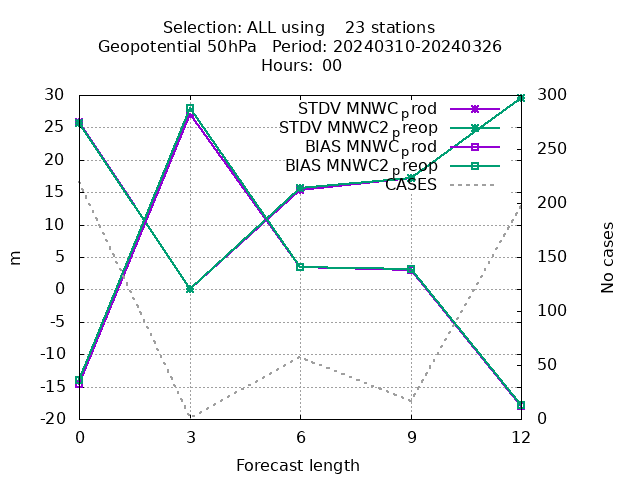 Selection: ALL using    23 stations
Geopotential 50hPa   Period: 20240310-20240326
Hours: 00
30
25
20
15
10
5
0
-5
-10
-15
-20
m
300
250
200
150
100
50
0
No cases
STDV MNWC_prod
STDV MNWC2_preop
BIAS MNWC_prod
BIAS MNWC2_preop
CASES
0 3 6 9 12
Forecast length